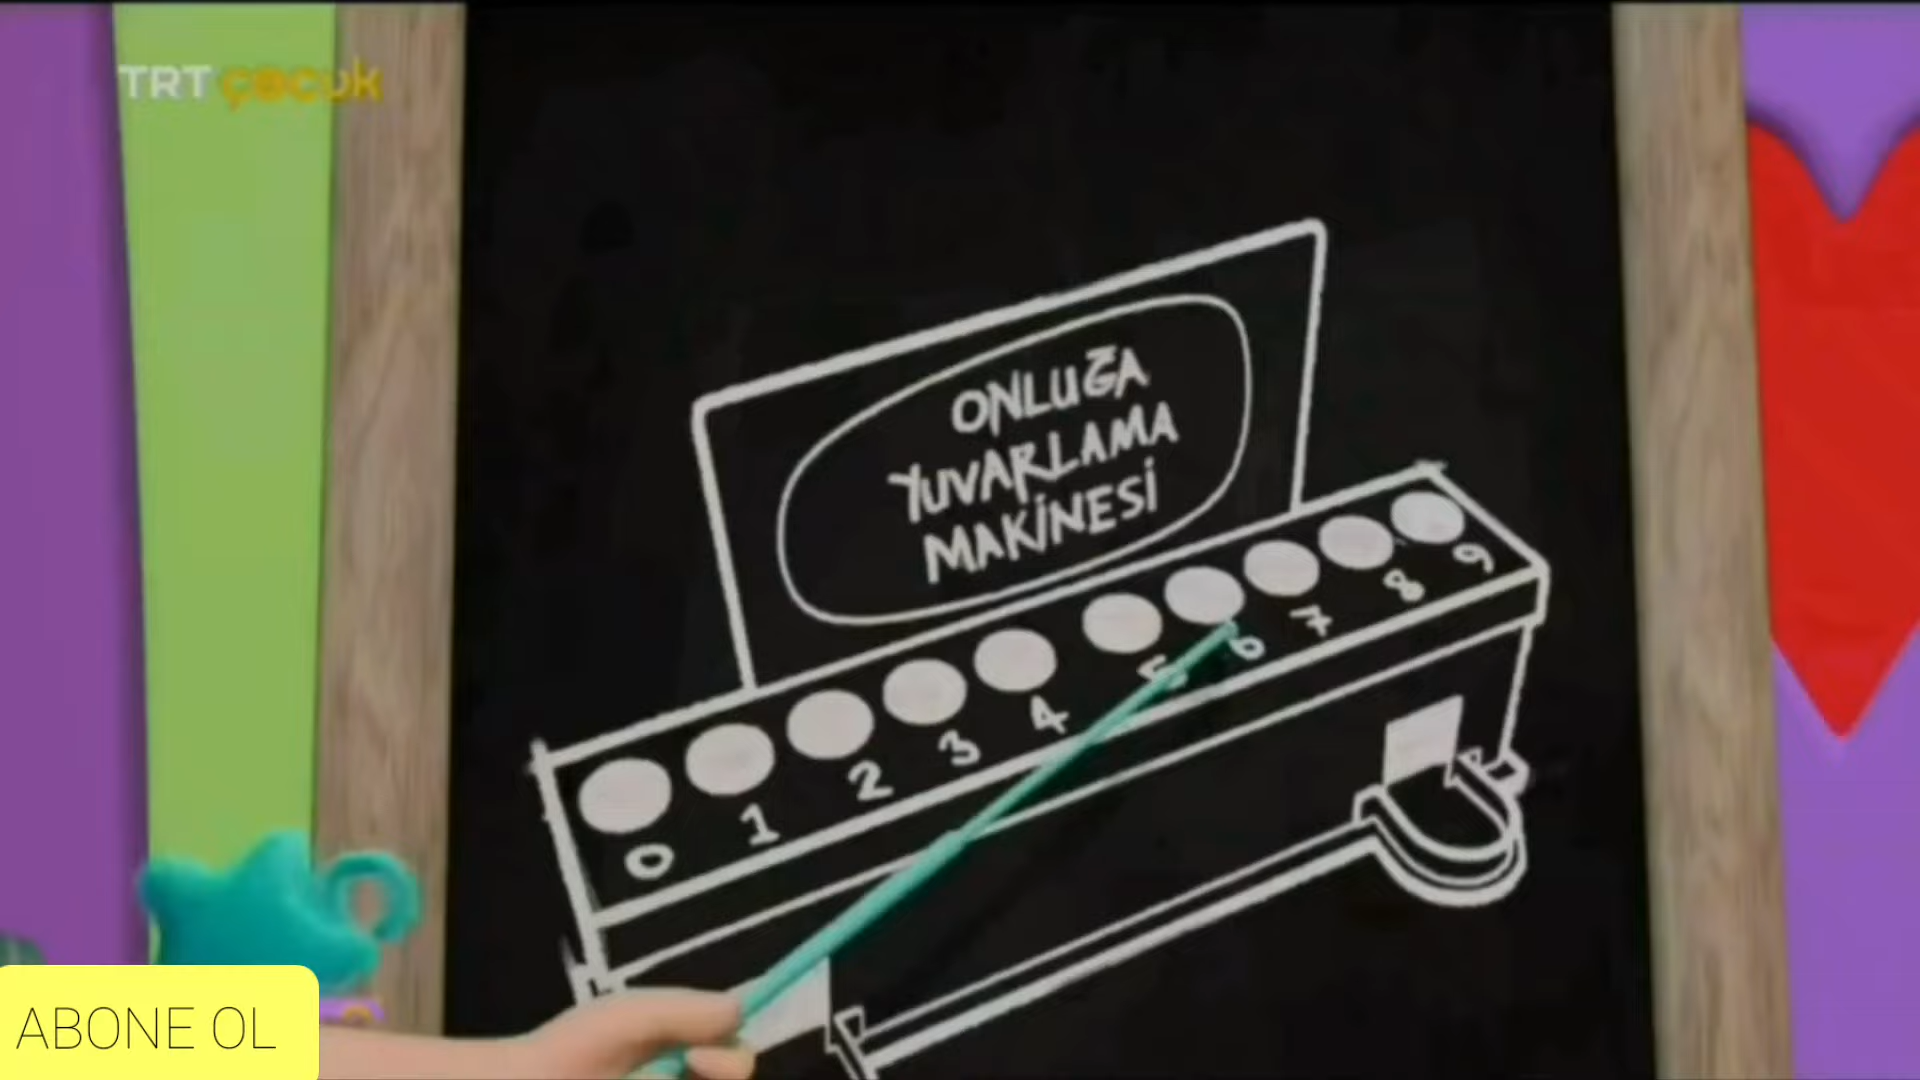 TRT çocuk
ONLUĞA
YUVARLAMA
MAKİNESİ
0 1 2 3 4 5 6 7 8 9
ABONE OL